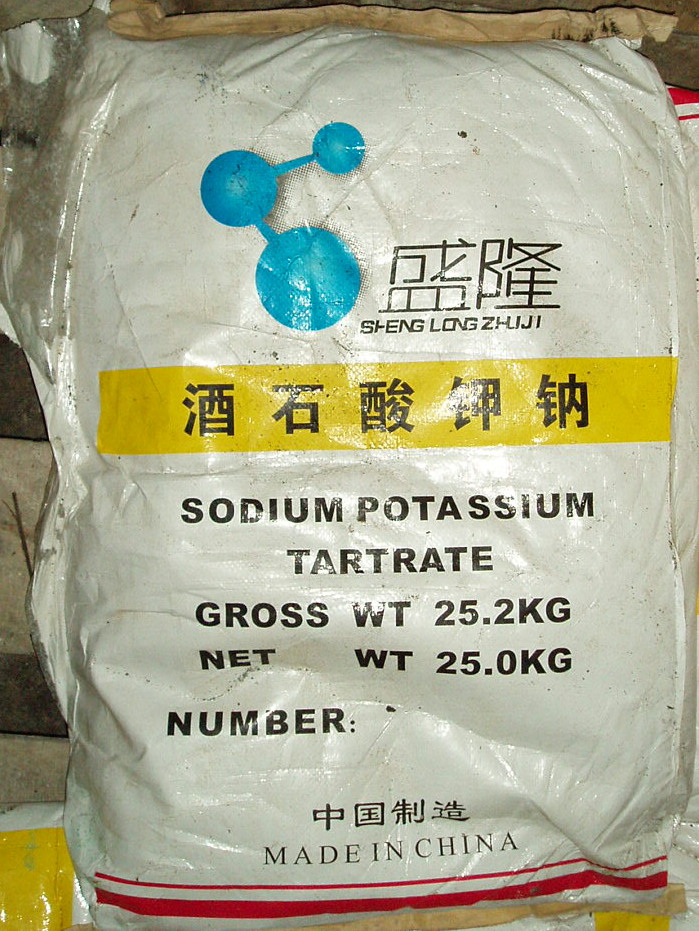 盛隆
SHENG LONG ZHUJI
酒石酸钾钠
SODIUM POTASSIUM
TARTRATE
GROSS WT 25.2KG
NET WT 25.0KG
NUMBER:
中国制造
MADE IN CHINA